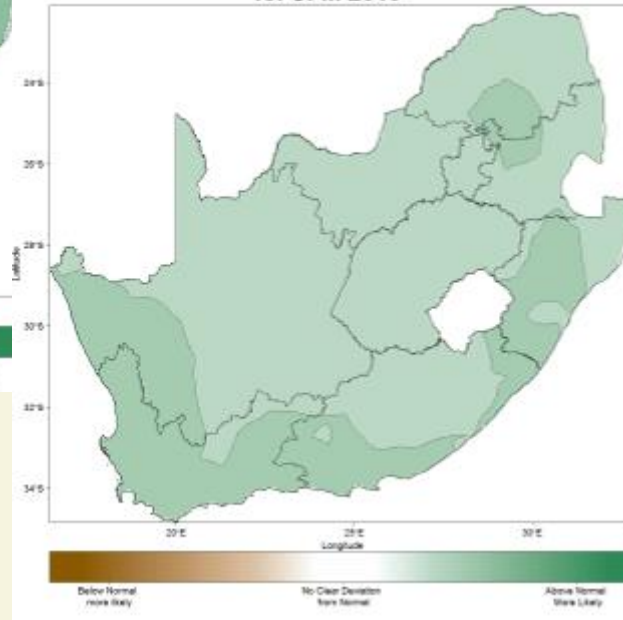 24°S
26°S
28°S
Latitude
30°S
32°S
34°S
20°E
25°E
30°E
Longitude
Below Normal
more likely
No Clear Deviation
from Normal
Above Normal
More Likely